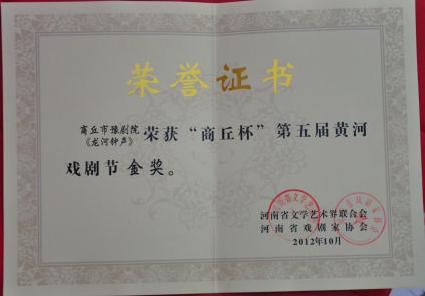 荣誉证书
商丘市豫剧院
《龙河钟声》荣获“商丘杯”第五届黄河
戏剧节金奖。
河南省文学艺术界联合会
河南省戏剧家协会
2012年10月